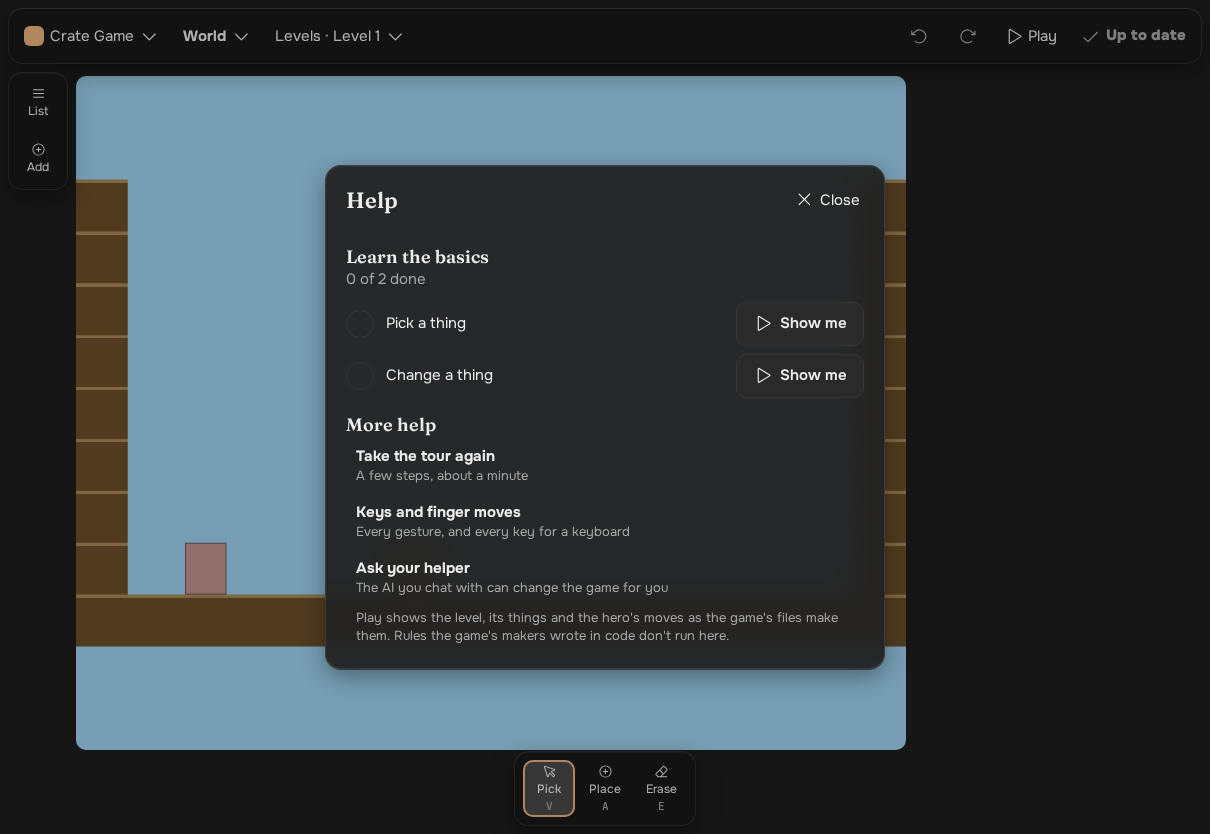 Crate Game
World
Levels · Level 1
Play
Up to date
List
Add
Help
Close
Learn the basics
0 of 2 done
Pick a thing
Show me
Change a thing
Show me
More help
Take the tour again
A few steps, about a minute
Keys and finger moves
Every gesture, and every key for a keyboard
Ask your helper
The AI you chat with can change the game for you
Play shows the level, its things and the hero's moves as the game's files make
them. Rules the game's makers wrote in code don't run here.
Pick
Place
Erase
V
A
E